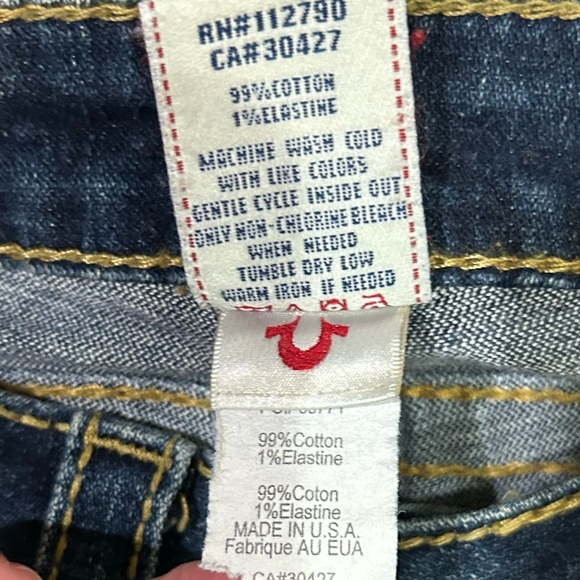 RN#112790
CA#30427
99%COTTON
1%ELASTINE
MACHINE WASH COLD
WITH LIKE COLORS
GENTLE CYCLE INSIDE OUT
ONLY NON-CHLORINE BLEACH
WHEN NEEDED
TUMBLE DRY LOW
WARM IRON IF NEEDED
99%Cotton
1%Elastine
99%Coton
1%Elastine
MADE IN U.S.A.
Fabrique AU EUA
CA#30427